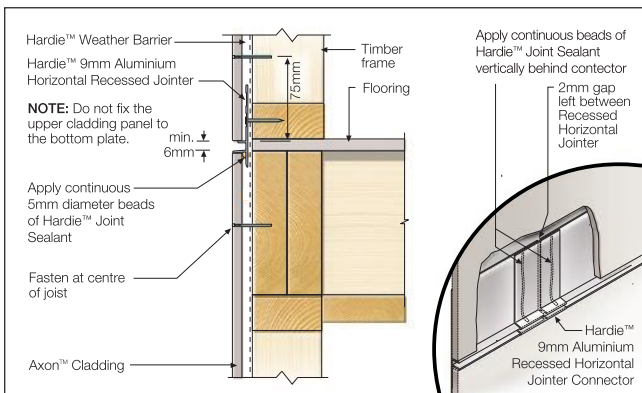 Hardie™ Weather Barrier
Hardie™ 9mm Aluminium
Horizontal Recessed Jointer
NOTE: Do not fix the
upper cladding panel to
the bottom plate.
min.
6mm
Apply continuous
5mm diameter beads
of Hardie™ Joint
Sealant
Fasten at centre
of joist
Axon™ Cladding
75mm
Timber
frame
Flooring
Apply continuous beads of
Hardie™ Joint Sealant
vertically behind contector
2mm gap
left between
Recessed
Horizontal
Jointer
Hardie™
9mm Aluminium
Recessed Horizontal
Jointer Connector